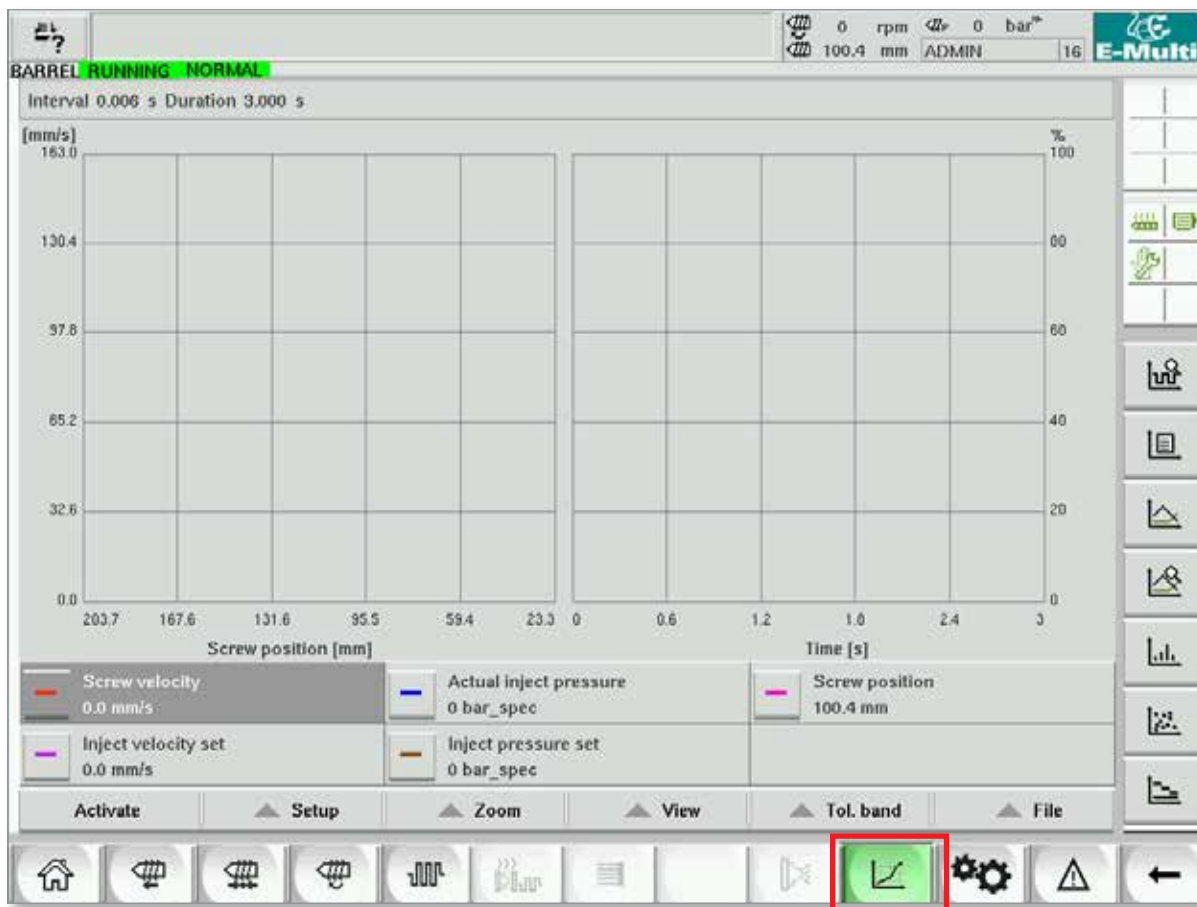 0 rpm 0 bar
100.4 mm ADMIN 16
E-Multi
BARREL RUNNING NORMAL
Interval 0.006 s Duration 3.000 s
[mm/s] %
163.0 100
130.4 80
97.8 60
65.2 40
32.6 20
0.0 0
203.7 167.6 131.6 95.5 59.4 23.3 0 0.6 1.2 1.8 2.4 3
Screw position [mm] Time [s]
Screw velocity Actual inject pressure Screw position
0.0 mm/s 0 bar_spec 100.4 mm
Inject velocity set Inject pressure set
0.0 mm/s 0 bar_spec
Activate Setup Zoom View Tol. band File